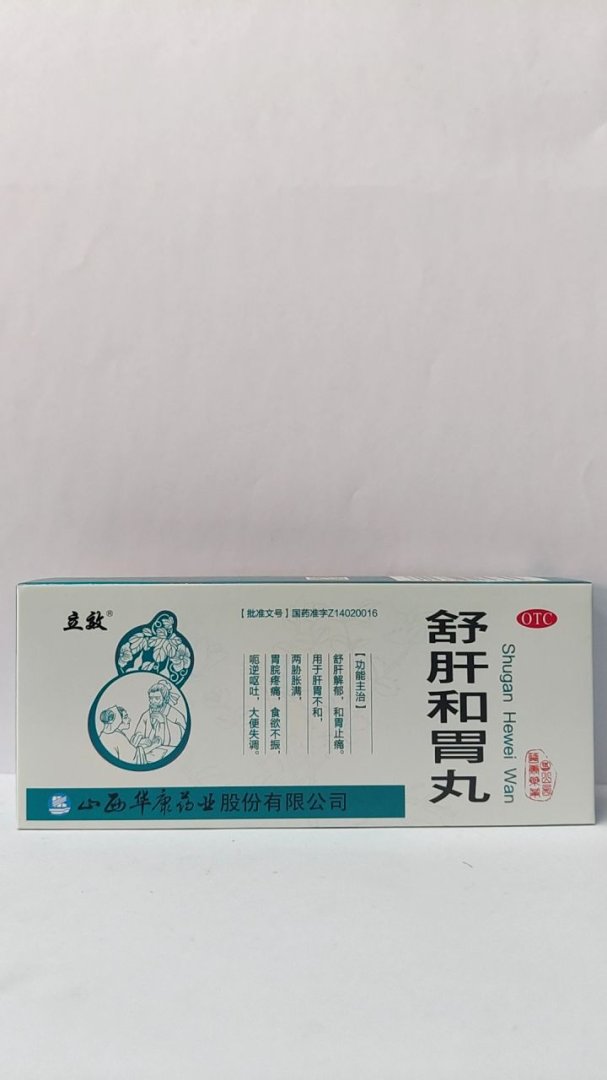 立效®
【批准文号】国药准字Z14020016
【功能主治】
舒肝解郁，和胃止痛。
用于肝胃不和，
两胁胀满，
胃脘疼痛，食欲不振，
呃逆呕吐，大便失调。
舒肝和胃丸
Shugan Hewei Wan
OTC
山西华康药业股份有限公司